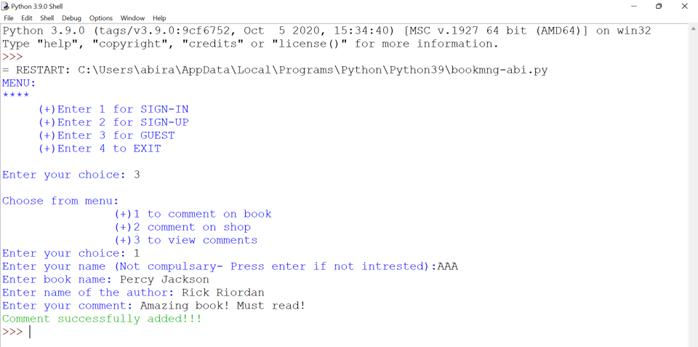 Python 3.9.0 Shell
File Edit Shell Debug Options Window Help
Python 3.9.0 (tags/v3.9.0:9cf6752, Oct  5 2020, 15:34:40) [MSC v.1927 64 bit (AMD64)] on win32
Type "help", "copyright", "credits" or "license()" for more information.
>>>
= RESTART: C:\Users\abira\AppData\Local\Programs\Python\Python39\bookmng-abi.py
MENU:
****
(+)Enter 1 for SIGN-IN
(+)Enter 2 for SIGN-UP
(+)Enter 3 for GUEST
(+)Enter 4 to EXIT
Enter your choice: 3
Choose from menu:
(+)1 to comment on book
(+)2 comment on shop
(+)3 to view comments
Enter your choice: 1
Enter your name (Not compulsary- Press enter if not intrested):AAA
Enter book name: Percy Jackson
Enter name of the author: Rick Riordan
Enter your comment: Amazing book! Must read!
Comment successfully added!!!
>>>